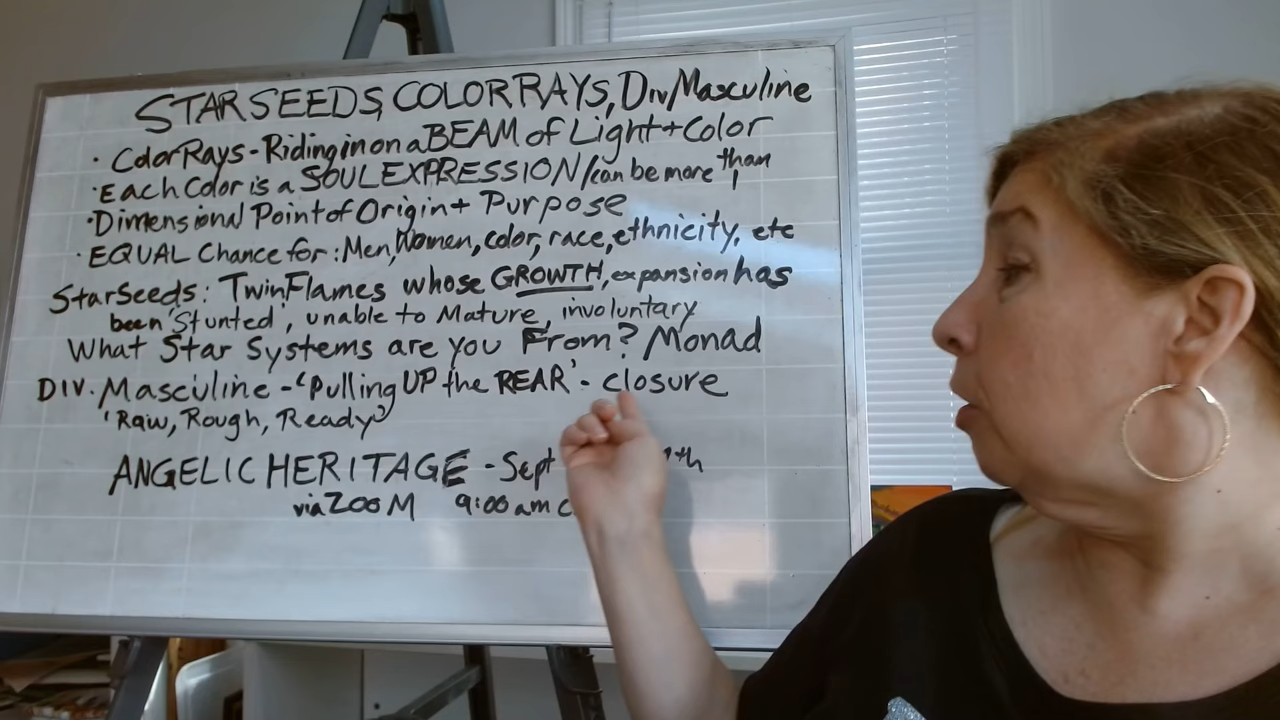 STARSEEDS, COLOR RAYS, Div Masculine
· Color Rays - Riding in on a BEAM of Light + Color
· Each Color is a SOUL EXPRESSION / can be more than 1
· Dimensional Point of Origin + Purpose
· EQUAL Chance for: Men, Women, color, race, ethnicity, etc
StarSeeds: Twin Flames whose GROWTH, expansion has
been 'Stunted', unable to Mature, involuntary
What Star Systems are you From? Monad
DIV. Masculine - 'Pulling UP the REAR' - closure
'Raw, Rough, Ready'
ANGELIC HERITAGE - Sept
via ZOOM 9:00 am